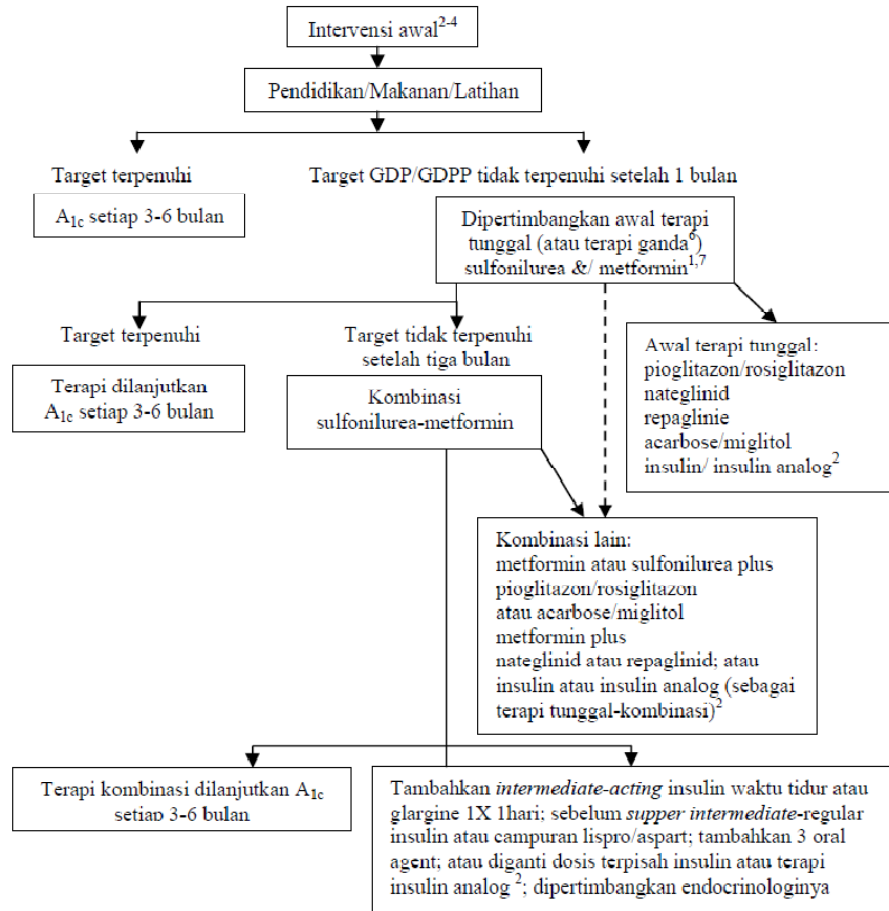 Intervensi awal2-4
Pendidikan/Makanan/Latihan
Target terpenuhi
Target GDP/GDPP tidak terpenuhi setelah 1 bulan
A1c setiap 3-6 bulan
Dipertimbangkan awal terapi
tunggal (atau terapi ganda6)
sulfonilurea &/ metformin1,7
Target terpenuhi
Target tidak terpenuhi
setelah tiga bulan
Terapi dilanjutkan
A1c setiap 3-6 bulan
Kombinasi
sulfonilurea-metformin
Awal terapi tunggal:
pioglitazon/rosiglitazon
nateglinid
repaglinie
acarbose/miglitol
insulin/ insulin analog2
Kombinasi lain:
metformin atau sulfonilurea plus
pioglitazon/rosiglitazon
atau acarbose/miglitol
metformin plus
nateglinid atau repaglinid; atau
insulin atau insulin analog (sebagai
terapi tunggal-kombinasi)2
Terapi kombinasi dilanjutkan A1c
setiap 3-6 bulan
Tambahkan intermediate-acting insulin waktu tidur atau
glargine 1X 1hari; sebelum supper intermediate-regular
insulin atau campuran lispro/aspart; tambahkan 3 oral
agent; atau diganti dosis terpisah insulin atau terapi
insulin analog 2; dipertimbangkan endocrinologinya